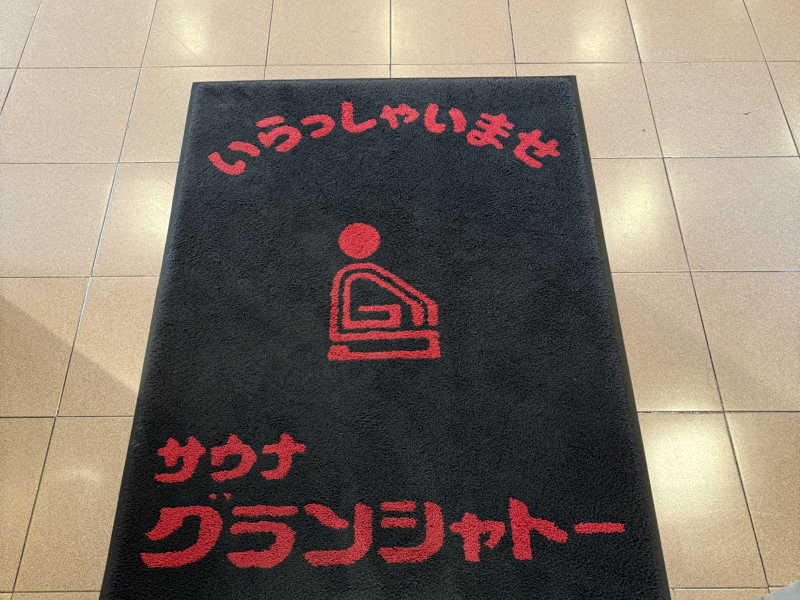 いらっしゃいませ
サウナ
グランシャトー